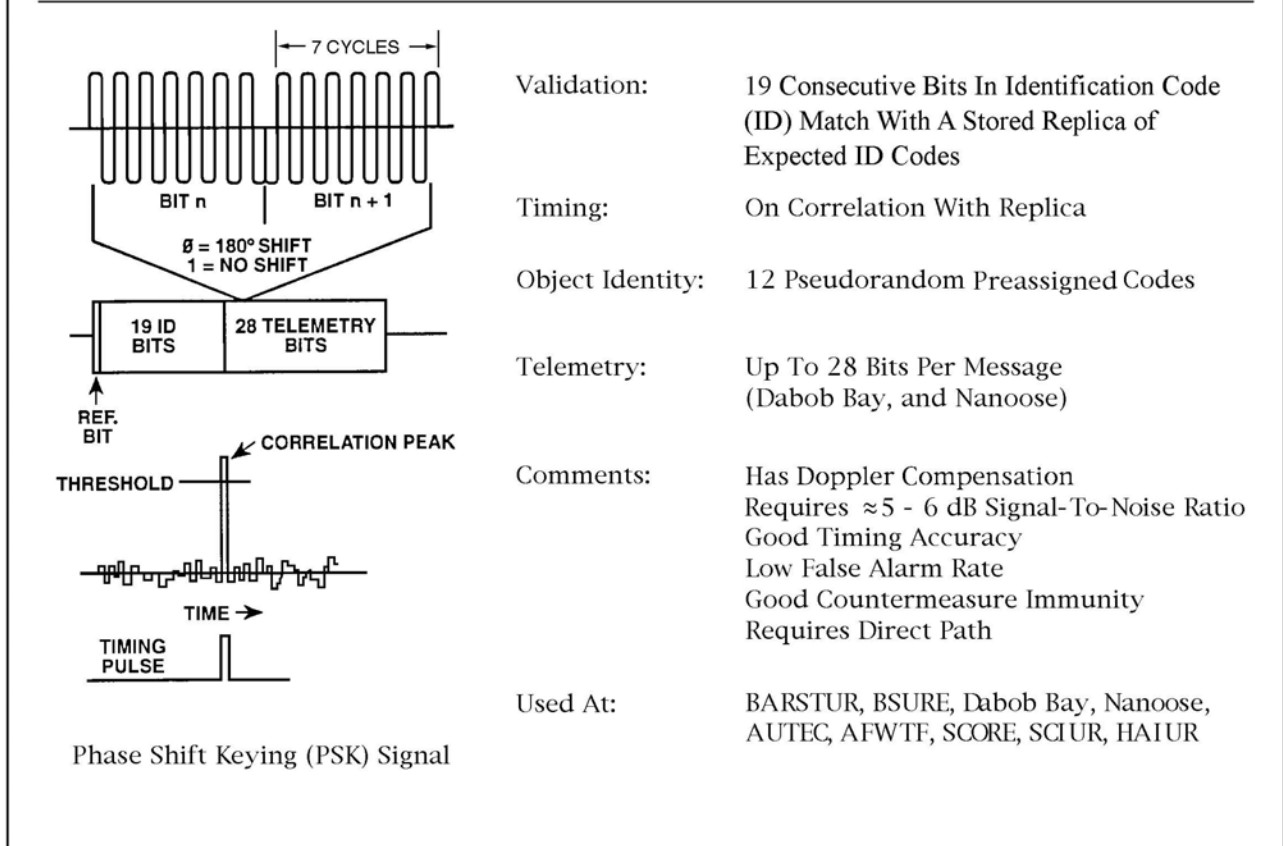 7 CYCLES
BIT n
BIT n + 1
Ø = 180° SHIFT
1 = NO SHIFT
19 ID
BITS
28 TELEMETRY
BITS
REF.
BIT
CORRELATION PEAK
THRESHOLD
TIME
TIMING
PULSE
Phase Shift Keying (PSK) Signal
Validation: 19 Consecutive Bits In Identification Code
(ID) Match With A Stored Replica of
Expected ID Codes
Timing: On Correlation With Replica
Object Identity: 12 Pseudorandom Preassigned Codes
Telemetry: Up To 28 Bits Per Message
(Dabob Bay, and Nanoose)
Comments: Has Doppler Compensation
Requires ≈5 - 6 dB Signal-To-Noise Ratio
Good Timing Accuracy
Low False Alarm Rate
Good Countermeasure Immunity
Requires Direct Path
Used At: BARSTUR, BSURE, Dabob Bay, Nanoose,
AUTEC, AFWTF, SCORE, SCIUR, HAIUR